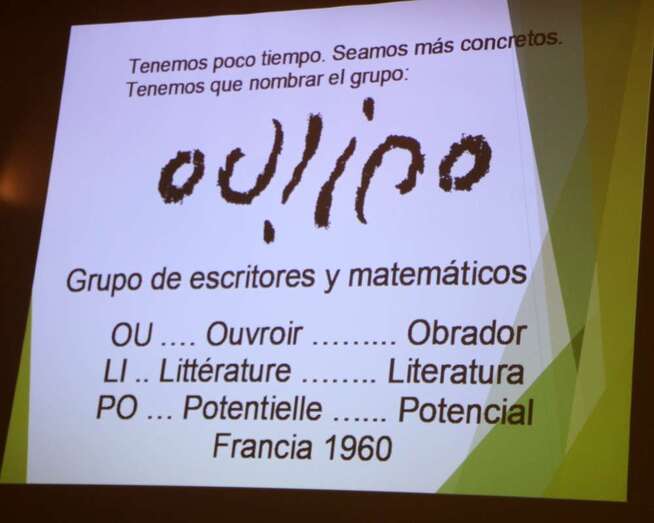 Tenemos poco tiempo. Seamos más concretos.
Tenemos que nombrar el grupo:
oulipo
Grupo de escritores y matemáticos
OU .... Ouvroir ......... Obrador
LI .. Littérature ........ Literatura
PO ... Potentielle ...... Potencial
Francia 1960